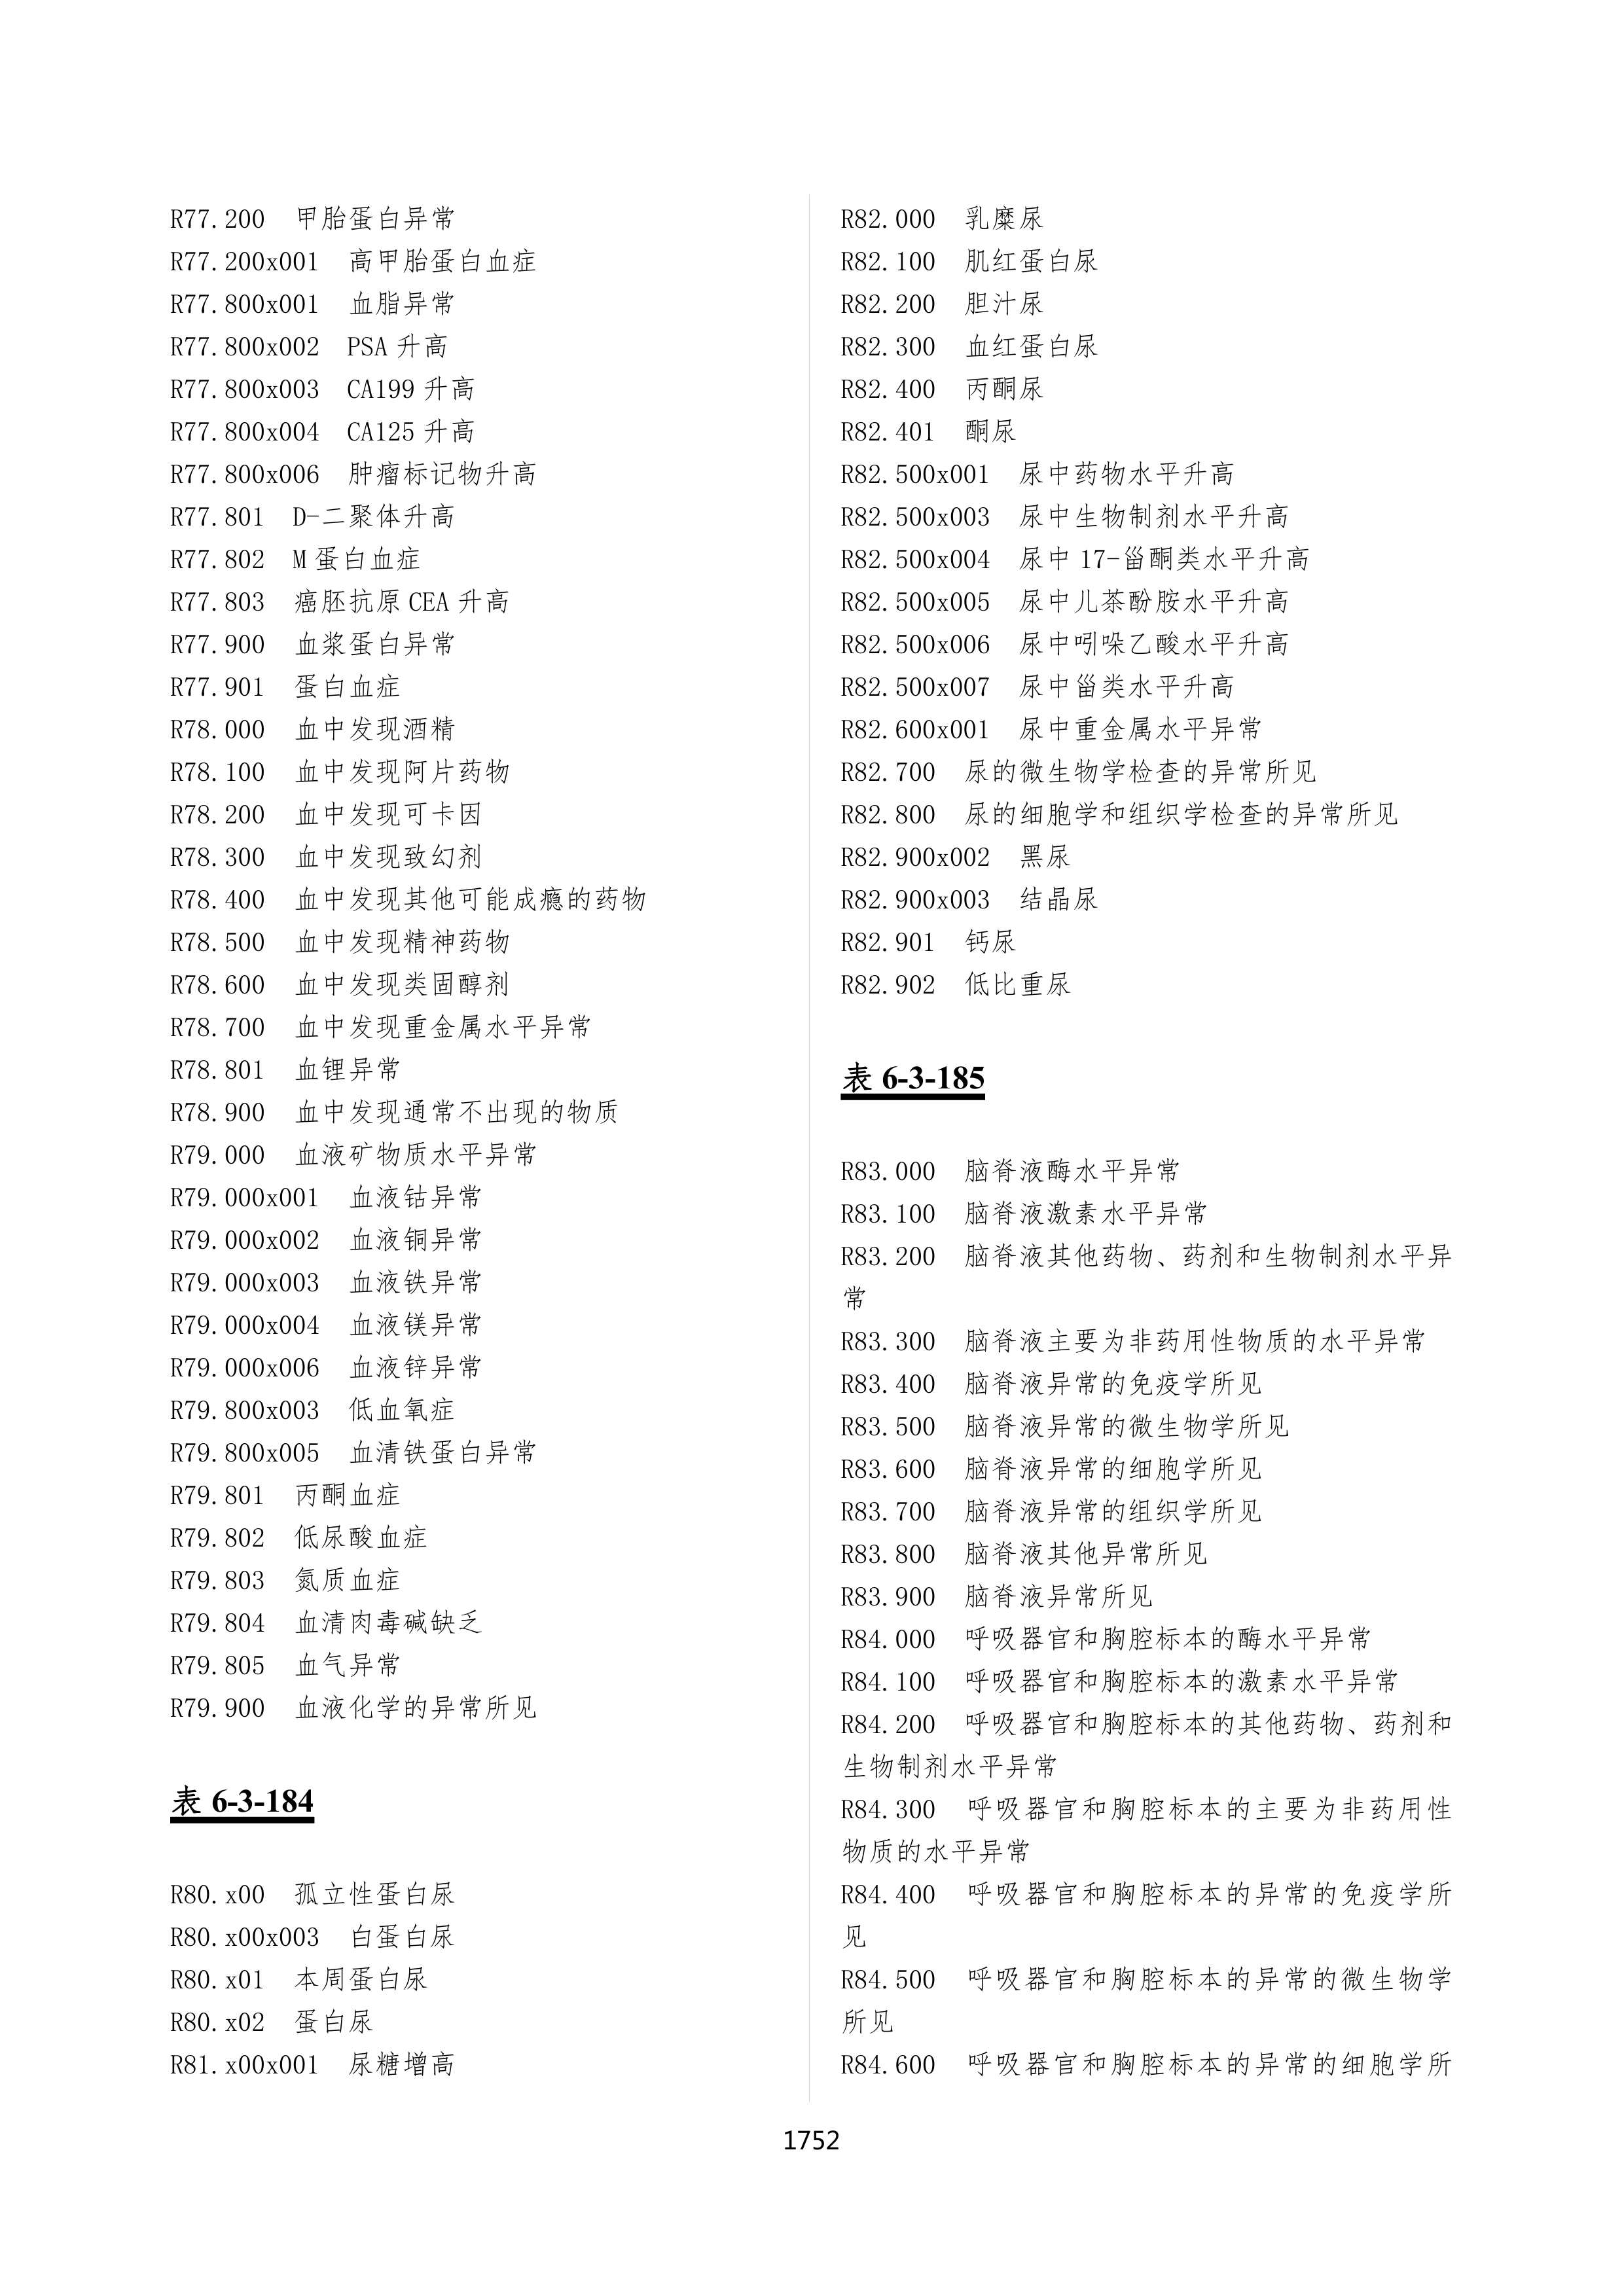 R77.200 甲胎蛋白异常
R77.200x001 高甲胎蛋白血症
R77.800x001 血脂异常
R77.800x002 PSA 升高
R77.800x003 CA199 升高
R77.800x004 CA125 升高
R77.800x006 肿瘤标记物升高
R77.801 D-二聚体升高
R77.802 M 蛋白血症
R77.803 癌胚抗原 CEA 升高
R77.900 血浆蛋白异常
R77.901 蛋白血症
R78.000 血中发现酒精
R78.100 血中发现阿片药物
R78.200 血中发现可卡因
R78.300 血中发现致幻剂
R78.400 血中发现其他可能成瘾的药物
R78.500 血中发现精神药物
R78.600 血中发现类固醇剂
R78.700 血中发现重金属水平异常
R78.801 血锂异常
R78.900 血中发现通常不出现的物质
R79.000 血液矿物质水平异常
R79.000x001 血液钴异常
R79.000x002 血液铜异常
R79.000x003 血液铁异常
R79.000x004 血液镁异常
R79.000x006 血液锌异常
R79.800x003 低血氧症
R79.800x005 血清铁蛋白异常
R79.801 丙酮血症
R79.802 低尿酸血症
R79.803 氮质血症
R79.804 血清肉毒碱缺乏
R79.805 血气异常
R79.900 血液化学的异常所见
表 6-3-184
R80.x00 孤立性蛋白尿
R80.x00x003 白蛋白尿
R80.x01 本周蛋白尿
R80.x02 蛋白尿
R81.x00x001 尿糖增高
R82.000 乳糜尿
R82.100 肌红蛋白尿
R82.200 胆汁尿
R82.300 血红蛋白尿
R82.400 丙酮尿
R82.401 酮尿
R82.500x001 尿中药物水平升高
R82.500x003 尿中生物制剂水平升高
R82.500x004 尿中 17-甾酮类水平升高
R82.500x005 尿中儿茶酚胺水平升高
R82.500x006 尿中吲哚乙酸水平升高
R82.500x007 尿中甾类水平升高
R82.600x001 尿中重金属水平异常
R82.700 尿的微生物学检查的异常所见
R82.800 尿的细胞学和组织学检查的异常所见
R82.900x002 黑尿
R82.900x003 结晶尿
R82.901 钙尿
R82.902 低比重尿
表 6-3-185
R83.000 脑脊液酶水平异常
R83.100 脑脊液激素水平异常
R83.200 脑脊液其他药物、药剂和生物制剂水平异
常
R83.300 脑脊液主要为非药用性物质的水平异常
R83.400 脑脊液异常的免疫学所见
R83.500 脑脊液异常的微生物学所见
R83.600 脑脊液异常的细胞学所见
R83.700 脑脊液异常的组织学所见
R83.800 脑脊液其他异常所见
R83.900 脑脊液异常所见
R84.000 呼吸器官和胸腔标本的酶水平异常
R84.100 呼吸器官和胸腔标本的激素水平异常
R84.200 呼吸器官和胸腔标本的其他药物、药剂和
生物制剂水平异常
R84.300 呼吸器官和胸腔标本的主要为非药用性
物质的水平异常
R84.400 呼吸器官和胸腔标本的异常的免疫学所
见
R84.500 呼吸器官和胸腔标本的异常的微生物学
所见
R84.600 呼吸器官和胸腔标本的异常的细胞学所
1752